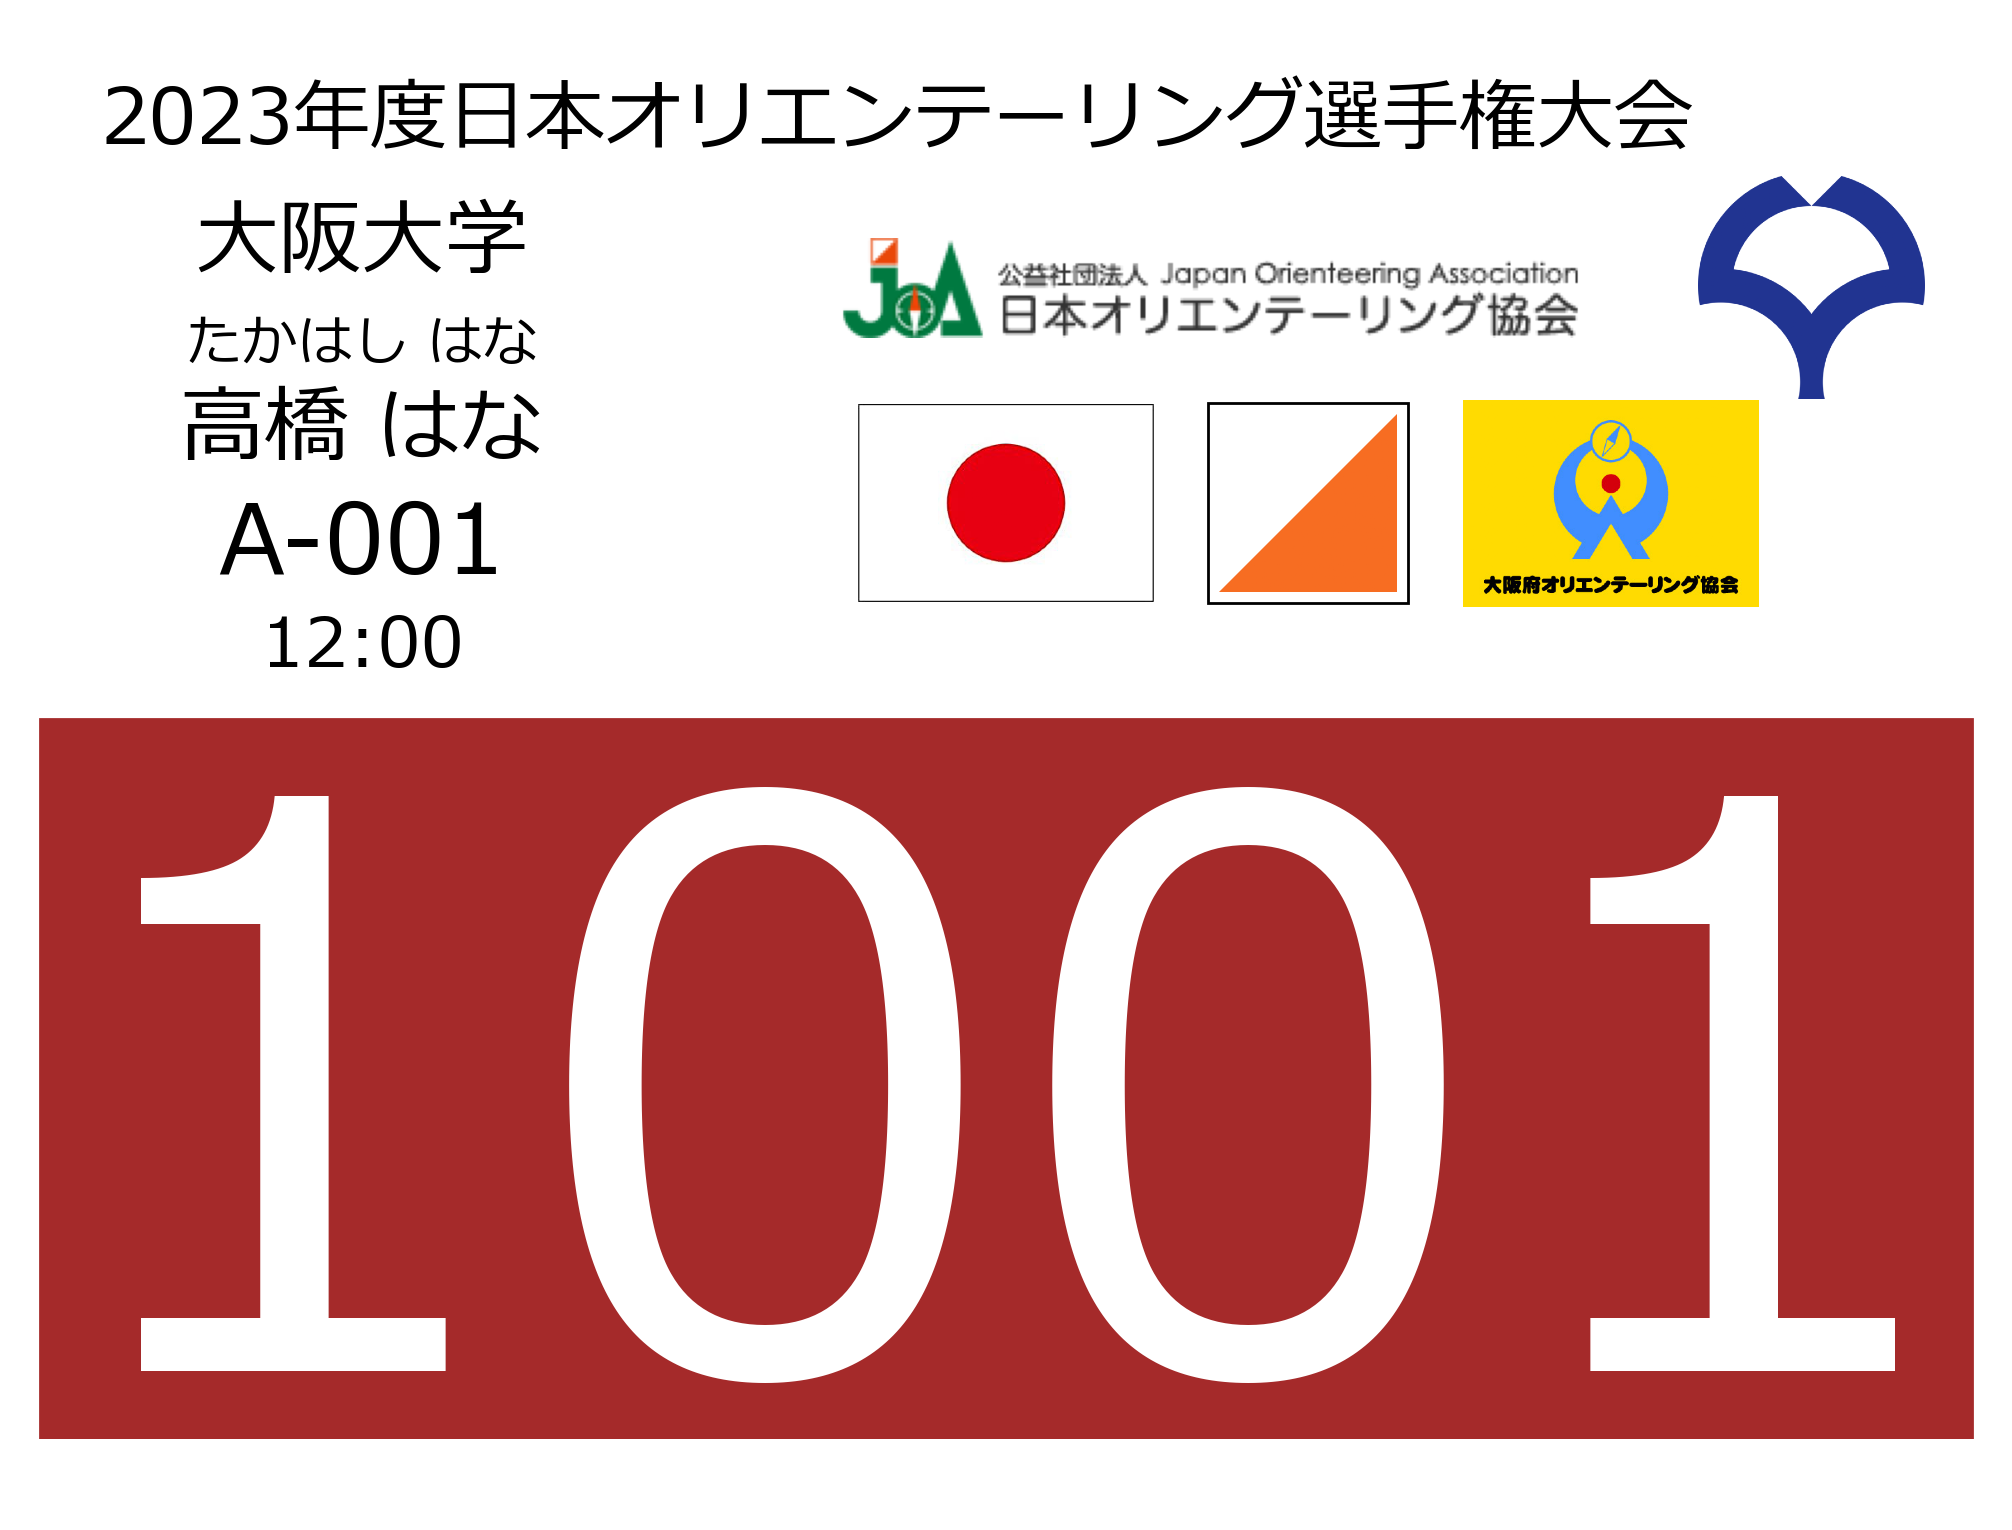 2023年度日本オリエンテーリング選手権大会
大阪大学
たかはし はな
高橋 はな
A-001
12:00
JOA
公益社団法人 Japan Orienteering Association
日本オリエンテーリング協会
大阪府オリエンテーリング協会
1001